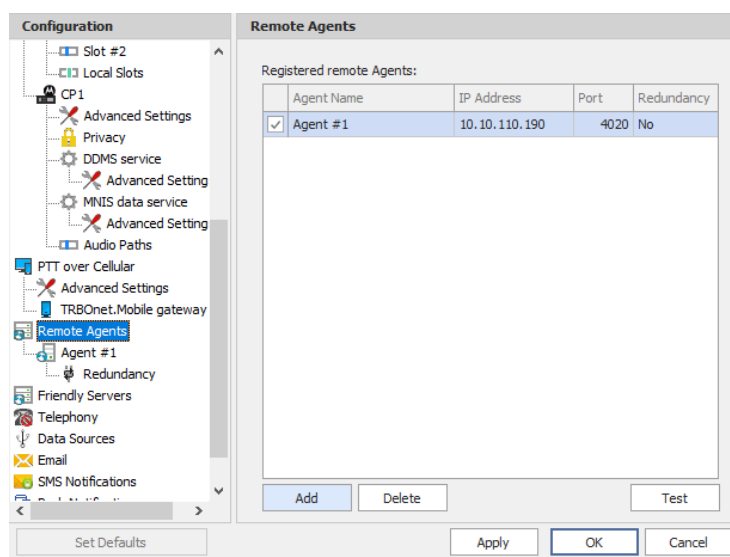 Configuration
Slot #2
Local Slots
CP1
Advanced Settings
Privacy
DDMS service
Advanced Setting
MNIS data service
Advanced Setting
Audio Paths
PTT over Cellular
Advanced Settings
TRBOnet.Mobile gateway
Remote Agents
Agent #1
Redundancy
Friendly Servers
Telephony
Data Sources
Email
SMS Notifications
Set Defaults
Remote Agents
Registered remote Agents:
Agent Name IP Address Port Redundancy
Agent #1 10.10.110.190 4020 No
Add Delete Test
Apply OK Cancel